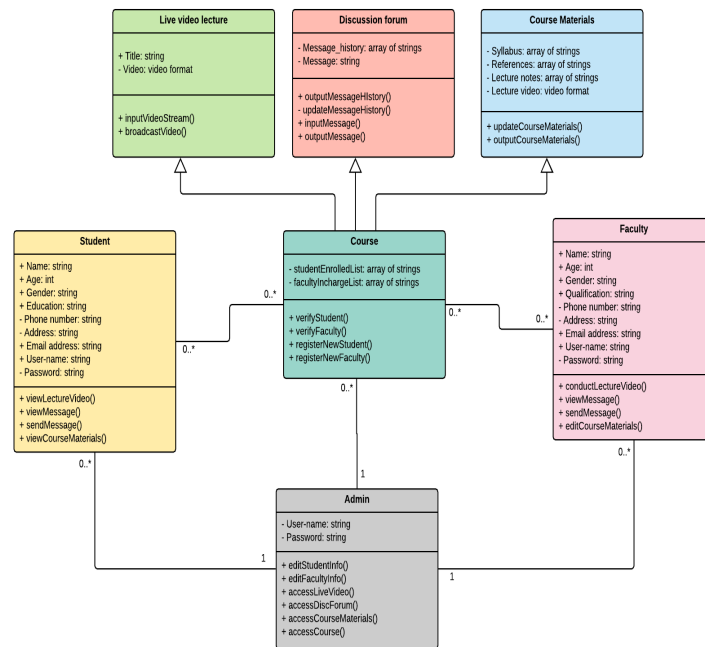 Live video lecture
+ Title: string
- Video: video format
+ inputVideoStream()
+ broadcastVideo()
Discussion forum
- Message_history: array of strings
- Message: string
+ outputMessageHIstory()
- updateMessageHistory()
+ inputMessage()
+ outputMessage()
Course Materials
- Syllabus: array of strings
- References: array of strings
- Lecture notes: array of strings
- Lecture video: video format
+ updateCourseMaterials()
+ outputCourseMaterials()
Student
+ Name: string
+ Age: int
+ Gender: string
+ Education: string
- Phone number: string
- Address: string
+ Email address: string
+ User-name: string
- Password: string
+ viewLectureVideo()
+ viewMessage()
+ sendMessage()
+ viewCourseMaterials()
0..*
0..*
Course
- studentEnrolledList: array of strings
- facultyInchargeList: array of strings
+ verifyStudent()
+ verifyFaculty()
+ registerNewStudent()
+ registerNewFaculty()
0..*
0..*
Faculty
+ Name: string
+ Age: int
+ Gender: string
+ Qualification: string
- Phone number: string
- Address: string
+ Email address: string
+ User-name: string
- Password: string
+ conductLectureVideo()
+ viewMessage()
+ sendMessage()
+ editCourseMaterials()
0..*
0..*
0..*
1
1
1
Admin
- User-name: string
- Password: string
+ editStudentInfo()
+ editFacultyInfo()
+ accessLiveVideo()
+ accessDiscForum()
+ accessCourseMaterials()
+ accessCourse()